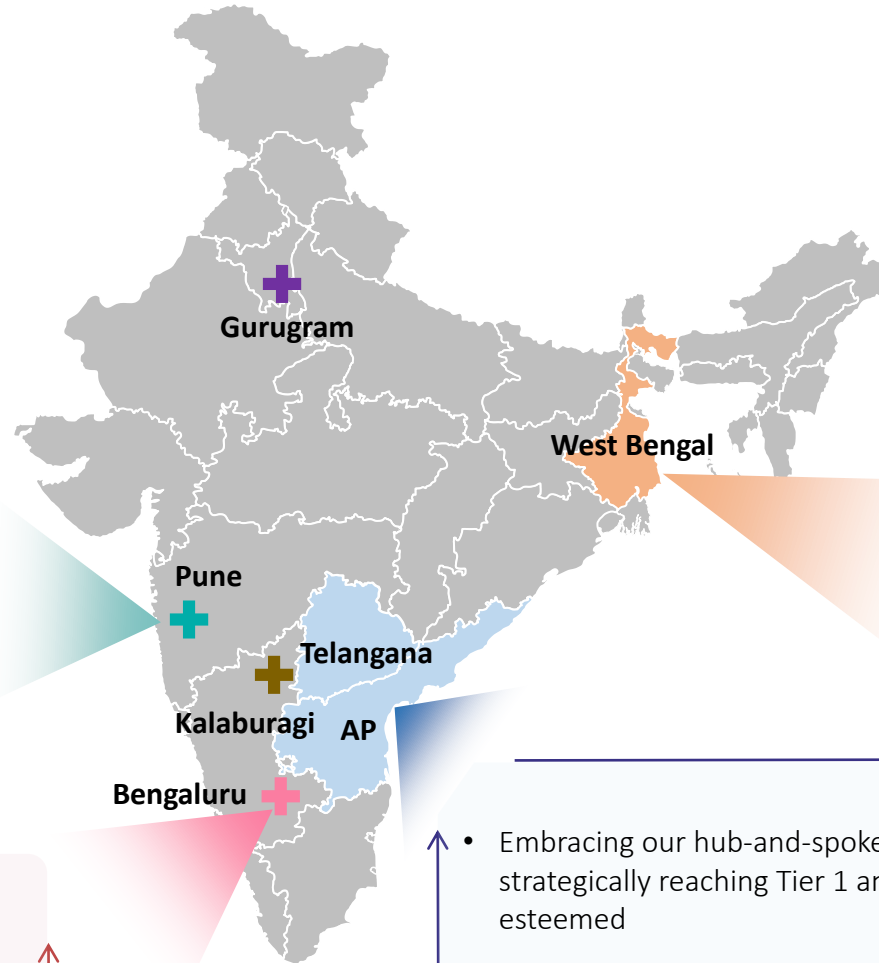 Gurugram
West Bengal
Pune
Telangana
Kalaburagi
AP
Bengaluru
• Embracing our hub-and-spoke
strategically reaching Tier 1 an
esteemed